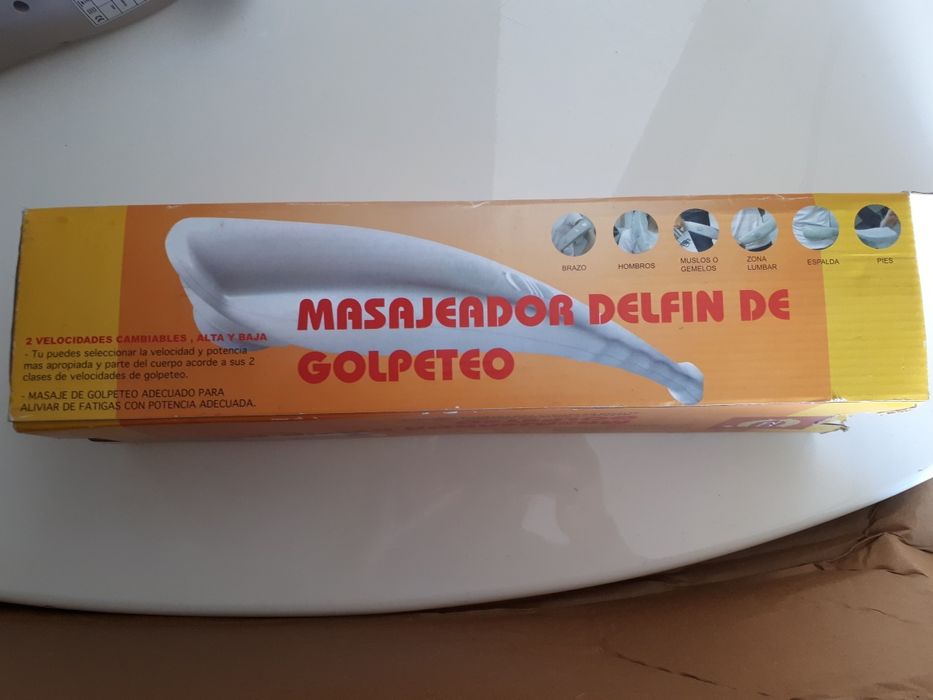 BRAZO
HOMBROS
MUSLOS O
GEMELOS
ZONA
LUMBAR
ESPALDA
PIES
MASAJEADOR DELFIN DE
GOLPETEO
2 VELOCIDADES CAMBIABLES , ALTA Y BAJA
- Tu puedes seleccionar la velocidad y potencia
mas apropiada y parte del cuerpo acorde a sus 2
clases de velocidades de golpeteo.
- MASAJE DE GOLPETEO ADECUADO PARA
ALIVIAR DE FATIGAS CON POTENCIA ADECUADA.